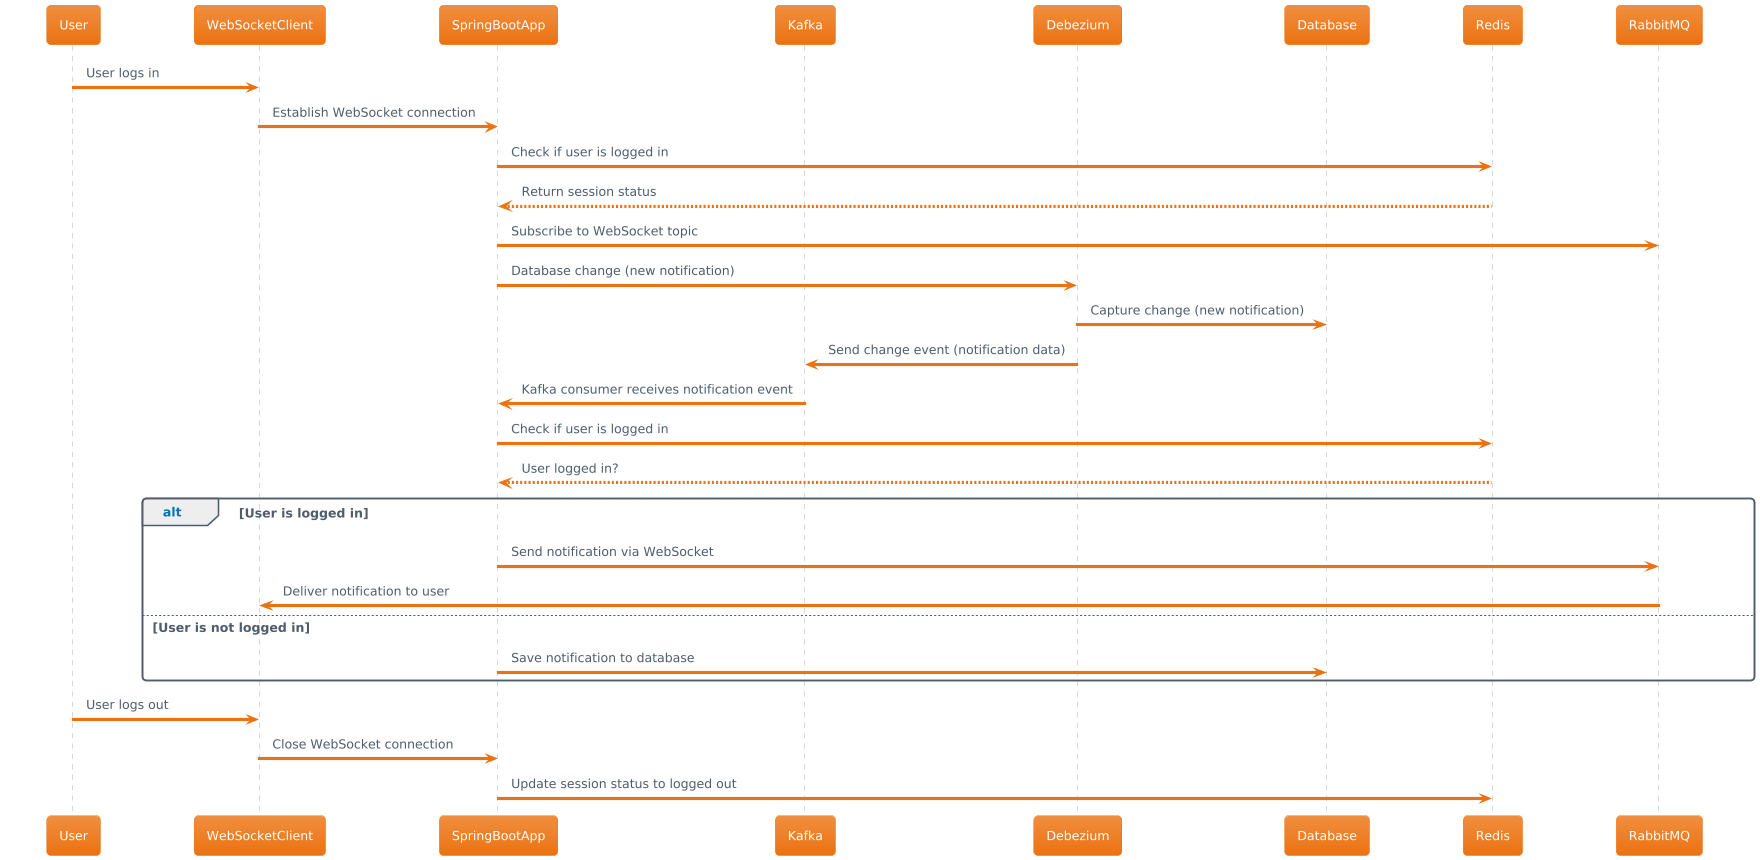 User WebSocketClient SpringBootApp Kafka Debezium Database Redis RabbitMQ
User logs in
Establish WebSocket connection
Check if user is logged in
Return session status
Subscribe to WebSocket topic
Database change (new notification)
Capture change (new notification)
Send change event (notification data)
Kafka consumer receives notification event
Check if user is logged in
User logged in?
alt [User is logged in]
Send notification via WebSocket
Deliver notification to user
[User is not logged in]
Save notification to database
User logs out
Close WebSocket connection
Update session status to logged out
User WebSocketClient SpringBootApp Kafka Debezium Database Redis RabbitMQ